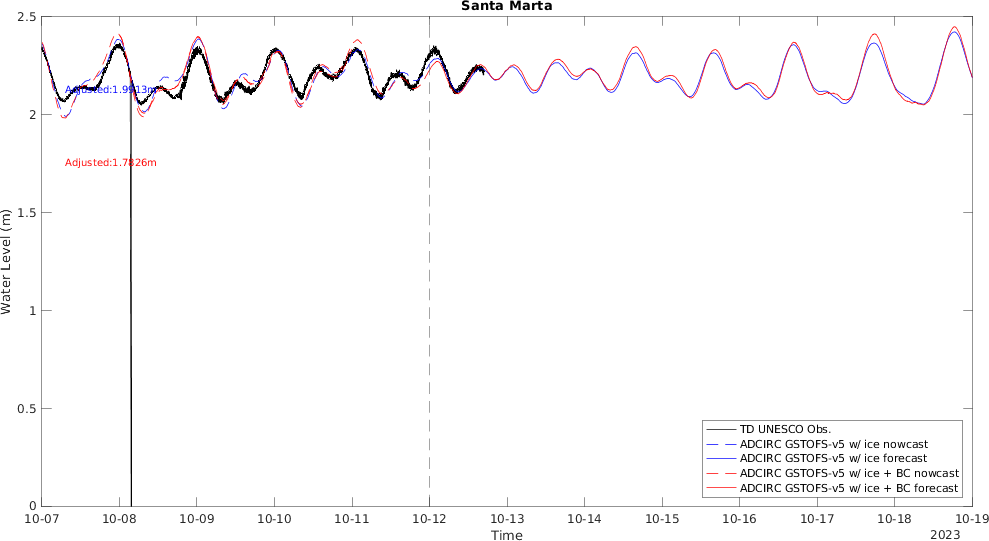 Santa Marta
2.5
2
1.5
1
0.5
0
Water Level (m)
Adjusted:1.9913m
Adjusted:1.7826m
TD UNESCO Obs.
ADCIRC GSTOFS-v5 w/ ice nowcast
ADCIRC GSTOFS-v5 w/ ice forecast
ADCIRC GSTOFS-v5 w/ ice + BC nowcast
ADCIRC GSTOFS-v5 w/ ice + BC forecast
10-07 10-08 10-09 10-10 10-11 10-12 10-13 10-14 10-15 10-16 10-17 10-18 10-19
Time
2023